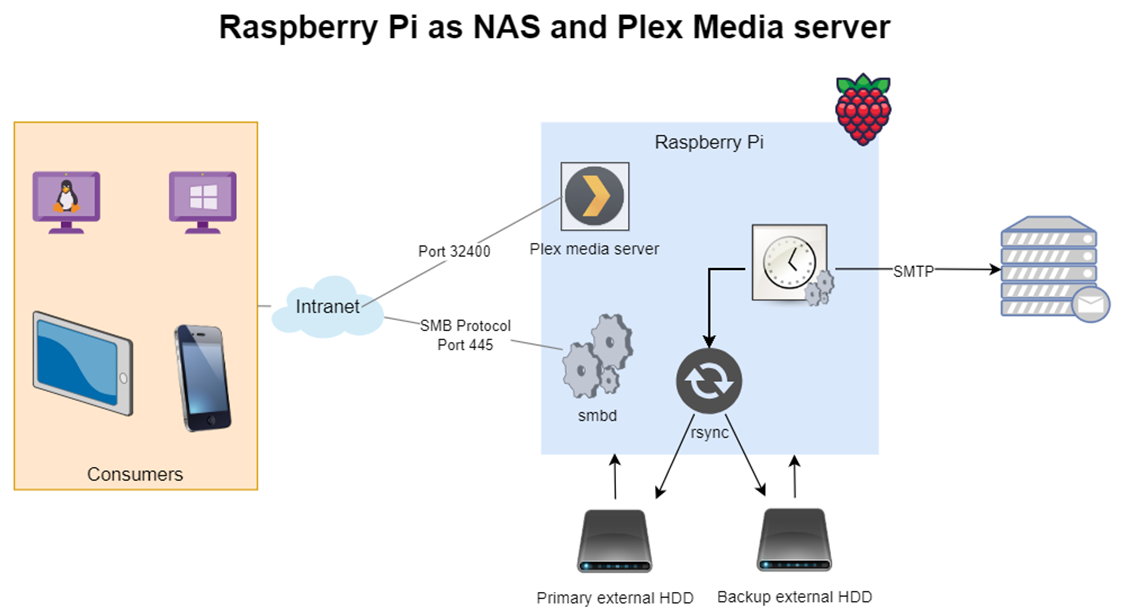 Raspberry Pi as NAS and Plex Media server
Raspberry Pi
Plex media server
Port 32400
Intranet
SMB Protocol
Port 445
smbd
SMTP
rsync
Consumers
Primary external HDD
Backup external HDD